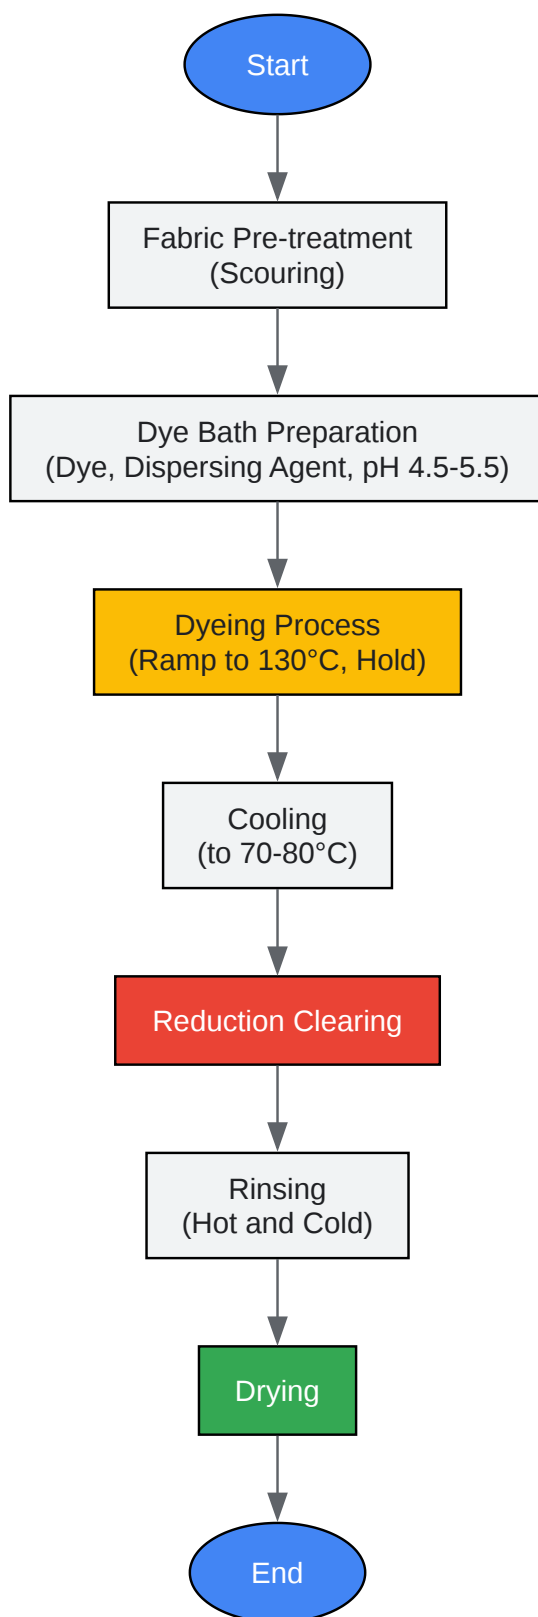 Start
Fabric Pre-treatment
(Scouring)
Dye Bath Preparation
(Dye, Dispersing Agent, pH 4.5-5.5)
Dyeing Process
(Ramp to 130°C, Hold)
Cooling
(to 70-80°C)
Reduction Clearing
Rinsing
(Hot and Cold)
Drying
End